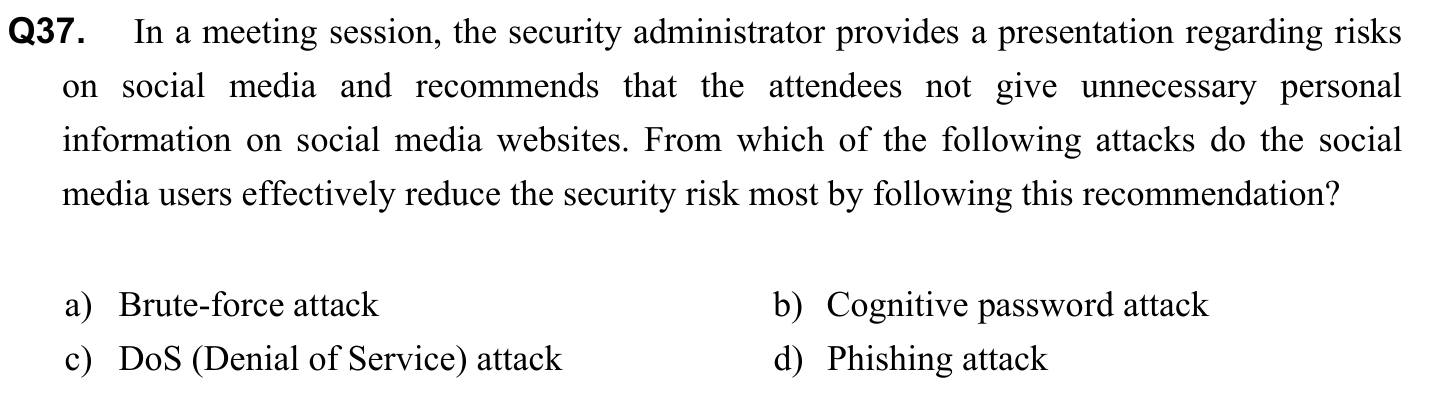 Q37. In a meeting session, the security administrator provides a presentation regarding risks
on social media and recommends that the attendees not give unnecessary personal
information on social media websites. From which of the following attacks do the social
media users effectively reduce the security risk most by following this recommendation?
a) Brute-force attack b) Cognitive password attack
c) DoS (Denial of Service) attack d) Phishing attack